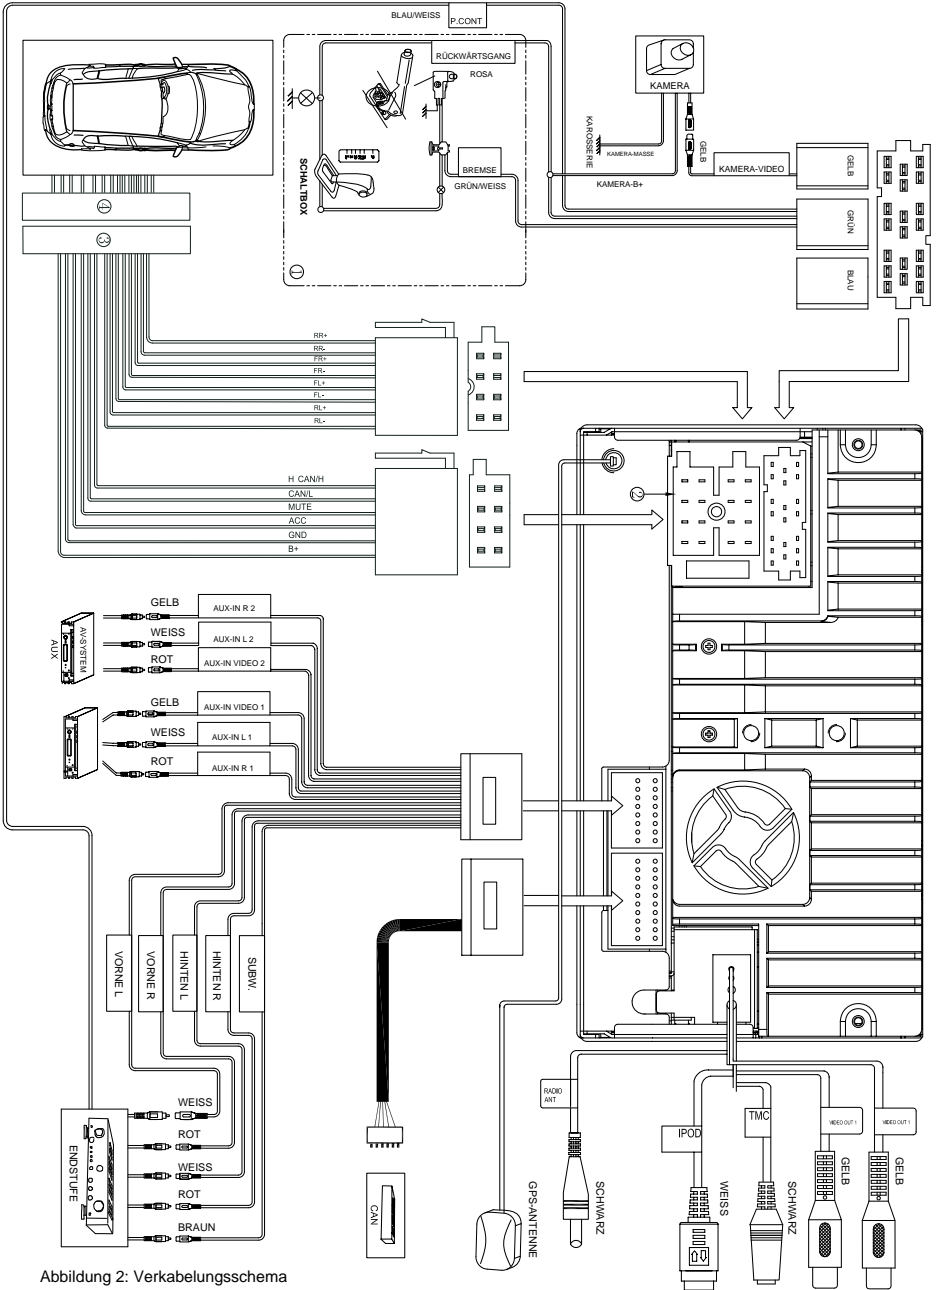 BLAU/WEISS
P.CONT
RÜCKWÄRTSGANG
ROSA
KAMERA
KAROSSERIE
KAMERA-MASSE
GELB
KAMERA-VIDEO
GELB
SCHALTBOX
BREMSE
GRÜN/WEISS
KAMERA-B+
GRÜN
BLAU
4
3
1
RR+
RR-
FR+
FR-
FL+
FL-
RL+
RL-
2
H CAN/H
CAN/L
MUTE
ACC
GND
B+
GELB
AUX-IN R 2
WEISS
AUX-IN L 2
ROT
AUX-IN VIDEO 2
AV-SYSTEM
AUX
GELB
AUX-IN VIDEO 1
WEISS
AUX-IN L 1
ROT
AUX-IN R 1
VORNE L
VORNE R
HINTEN L
HINTEN R
SUBW.
WEISS
ROT
WEISS
ROT
BRAUN
ENDSTUFE
CAN
GPS-ANTENNE
RADIO
ANT
SCHWARZ
IPOD
WEISS
TMC
SCHWARZ
VIDEO OUT 1
GELB
VIDEO OUT 1
GELB
Abbildung 2: Verkabelungsschema